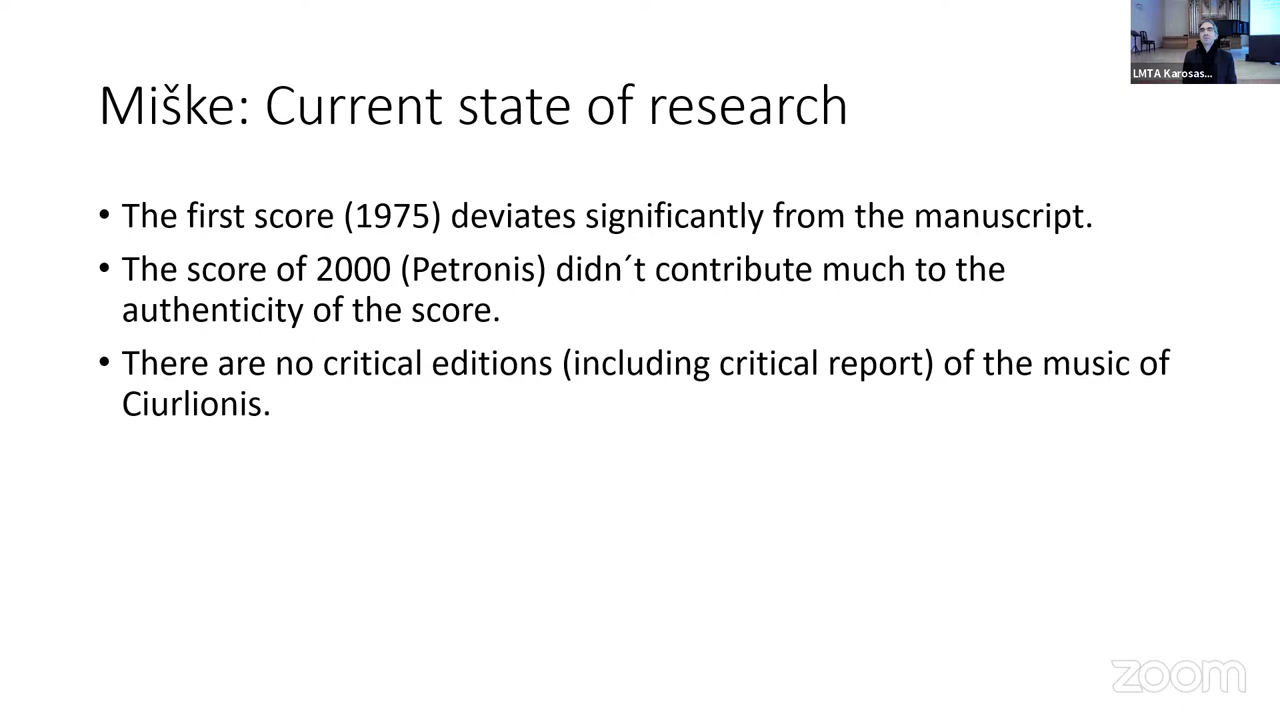 LMTA Karosas...
Miške: Current state of research
• The first score (1975) deviates significantly from the manuscript.
• The score of 2000 (Petronis) didn´t contribute much to the
authenticity of the score.
• There are no critical editions (including critical report) of the music of
Ciurlionis.
zoom